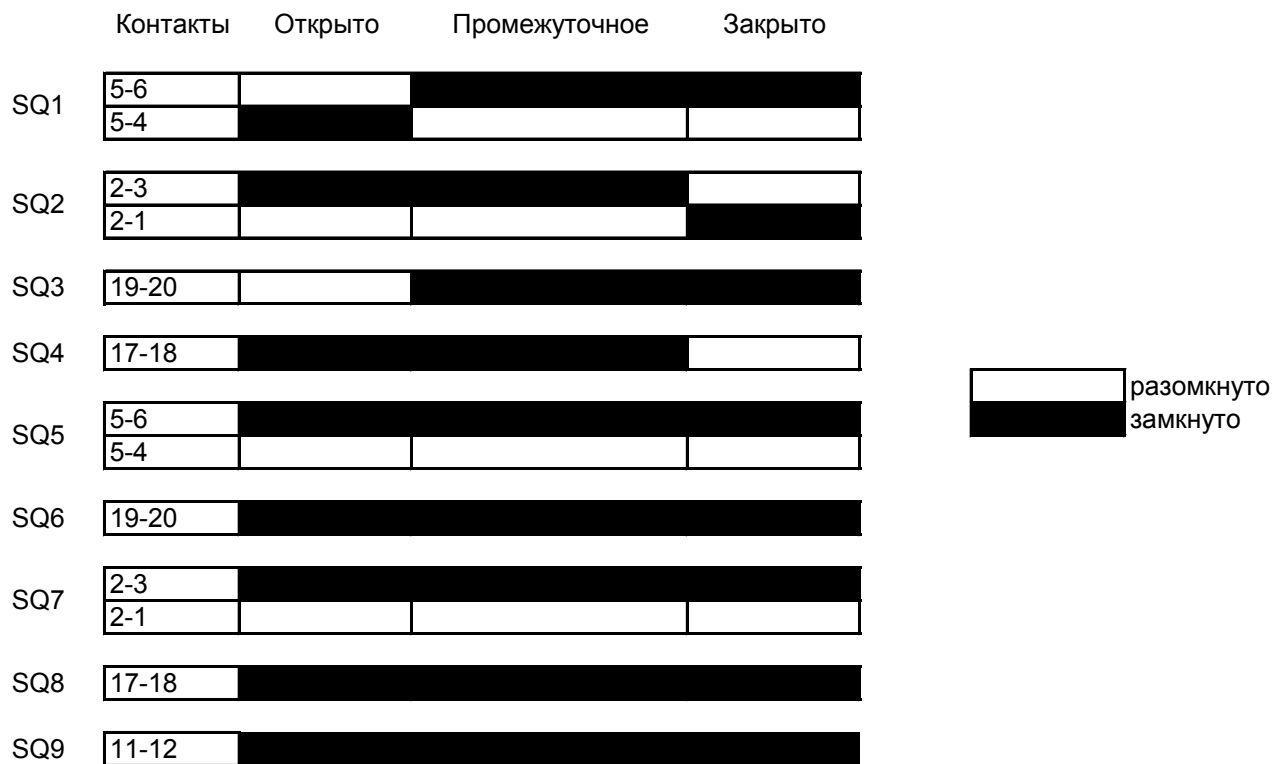 Контакты Открыто Промежуточное Закрыто
SQ1
5-6
5-4
SQ2
2-3
2-1
SQ3 19-20
SQ4 17-18
разомкнуто
замкнуто
SQ5
5-6
5-4
SQ6 19-20
SQ7
2-3
2-1
SQ8 17-18
SQ9 11-12